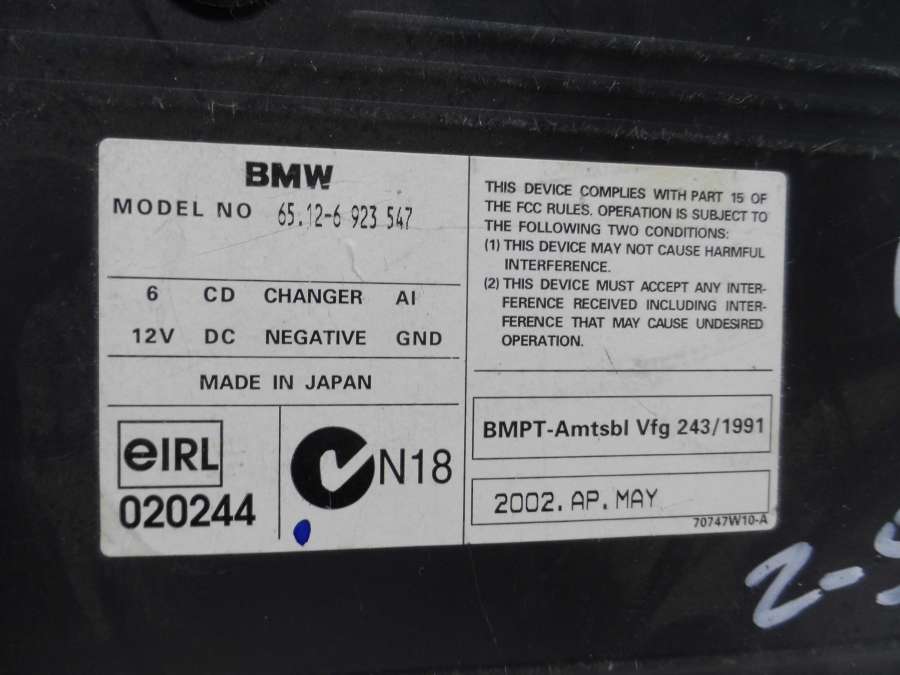 BMW
MODEL NO 65.12-6 923 547
6 CD CHANGER AI
12V DC NEGATIVE GND
MADE IN JAPAN
eIRL
020244
N18
THIS DEVICE COMPLIES WITH PART 15 OF
THE FCC RULES. OPERATION IS SUBJECT TO
THE FOLLOWING TWO CONDITIONS:
(1) THIS DEVICE MAY NOT CAUSE HARMFUL
INTERFERENCE.
(2) THIS DEVICE MUST ACCEPT ANY INTER-
FERENCE RECEIVED INCLUDING INTER-
FERENCE THAT MAY CAUSE UNDESIRED
OPERATION.
BMPT-Amtsbl Vfg 243/1991
2002. AP. MAY
70747W10-A